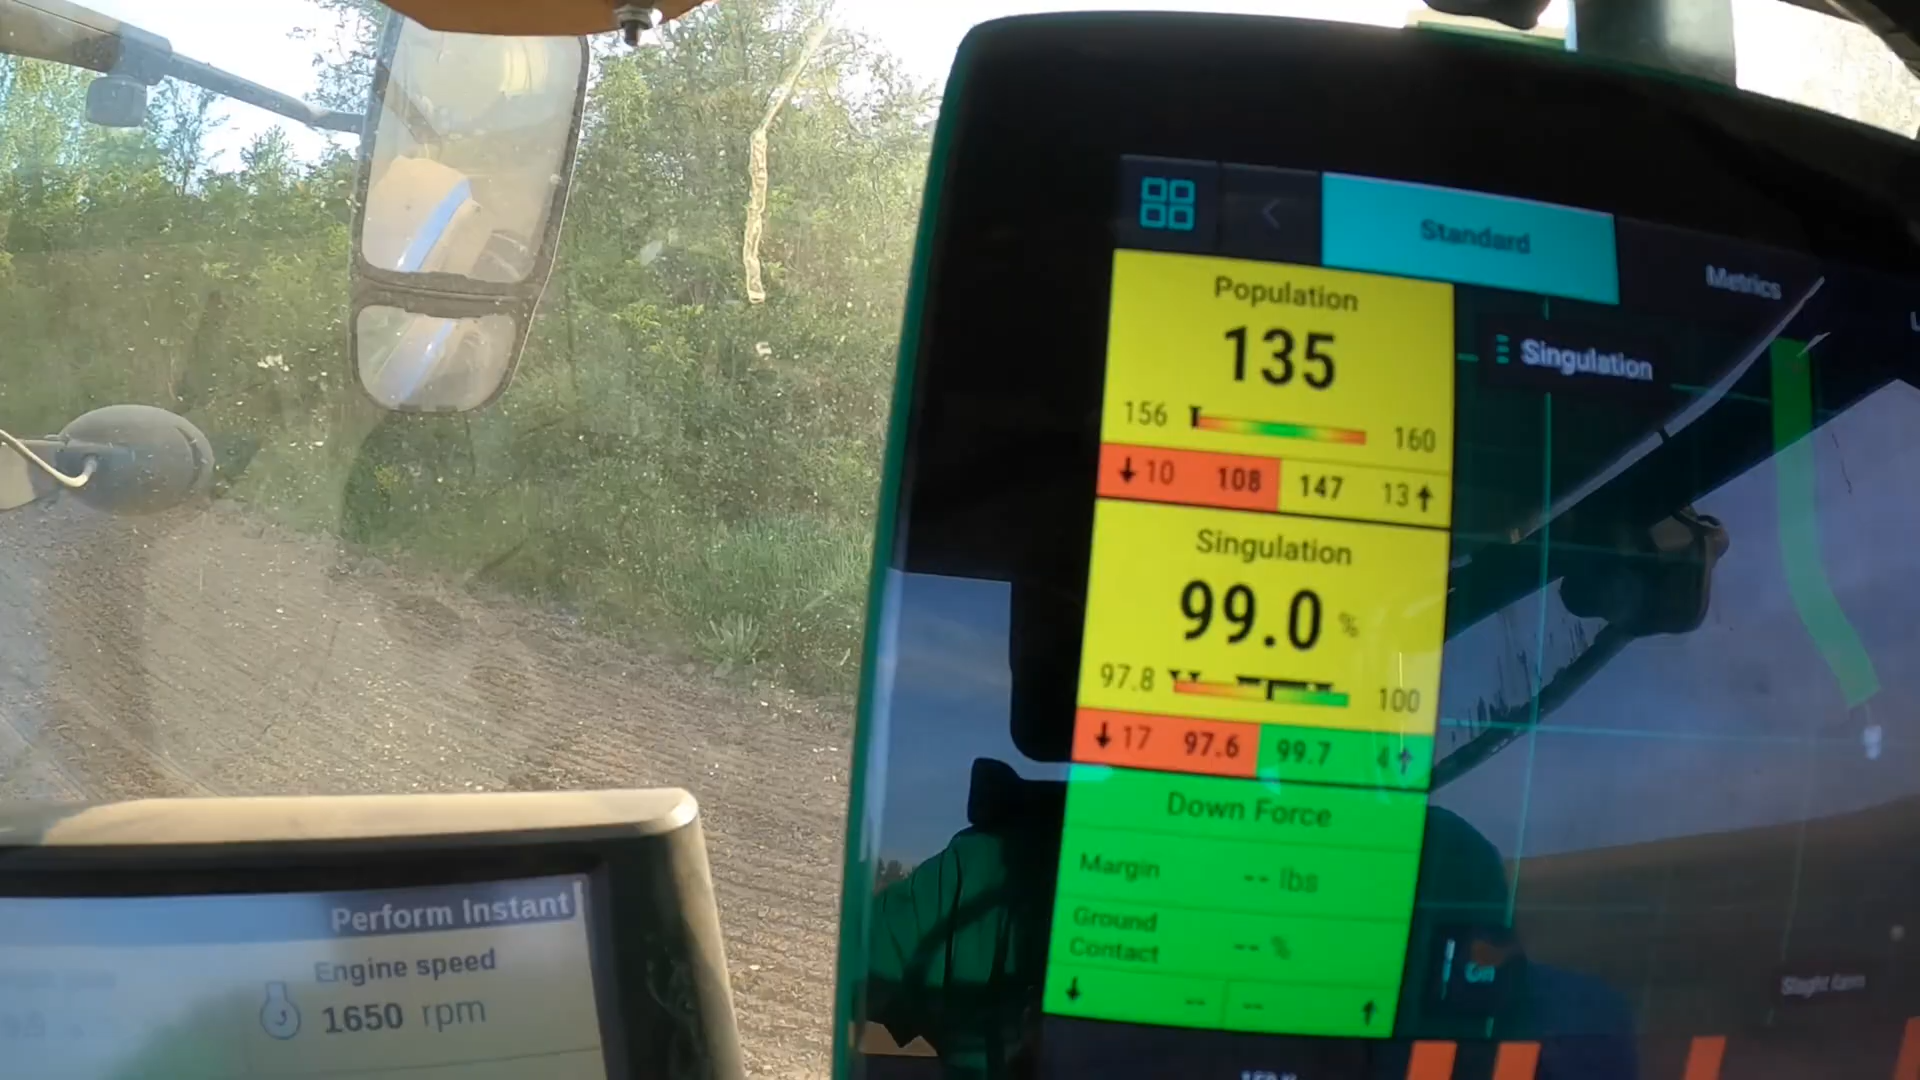 Standard
Metrics
Population
135
156 160
10 108 147 13
Singulation
Singulation
99.0 %
97.8 100
17 97.6 99.7 4
Down Force
Margin -- lbs
Ground
Contact -- %
-- --
On
Perform Instant
Engine speed
1650 rpm